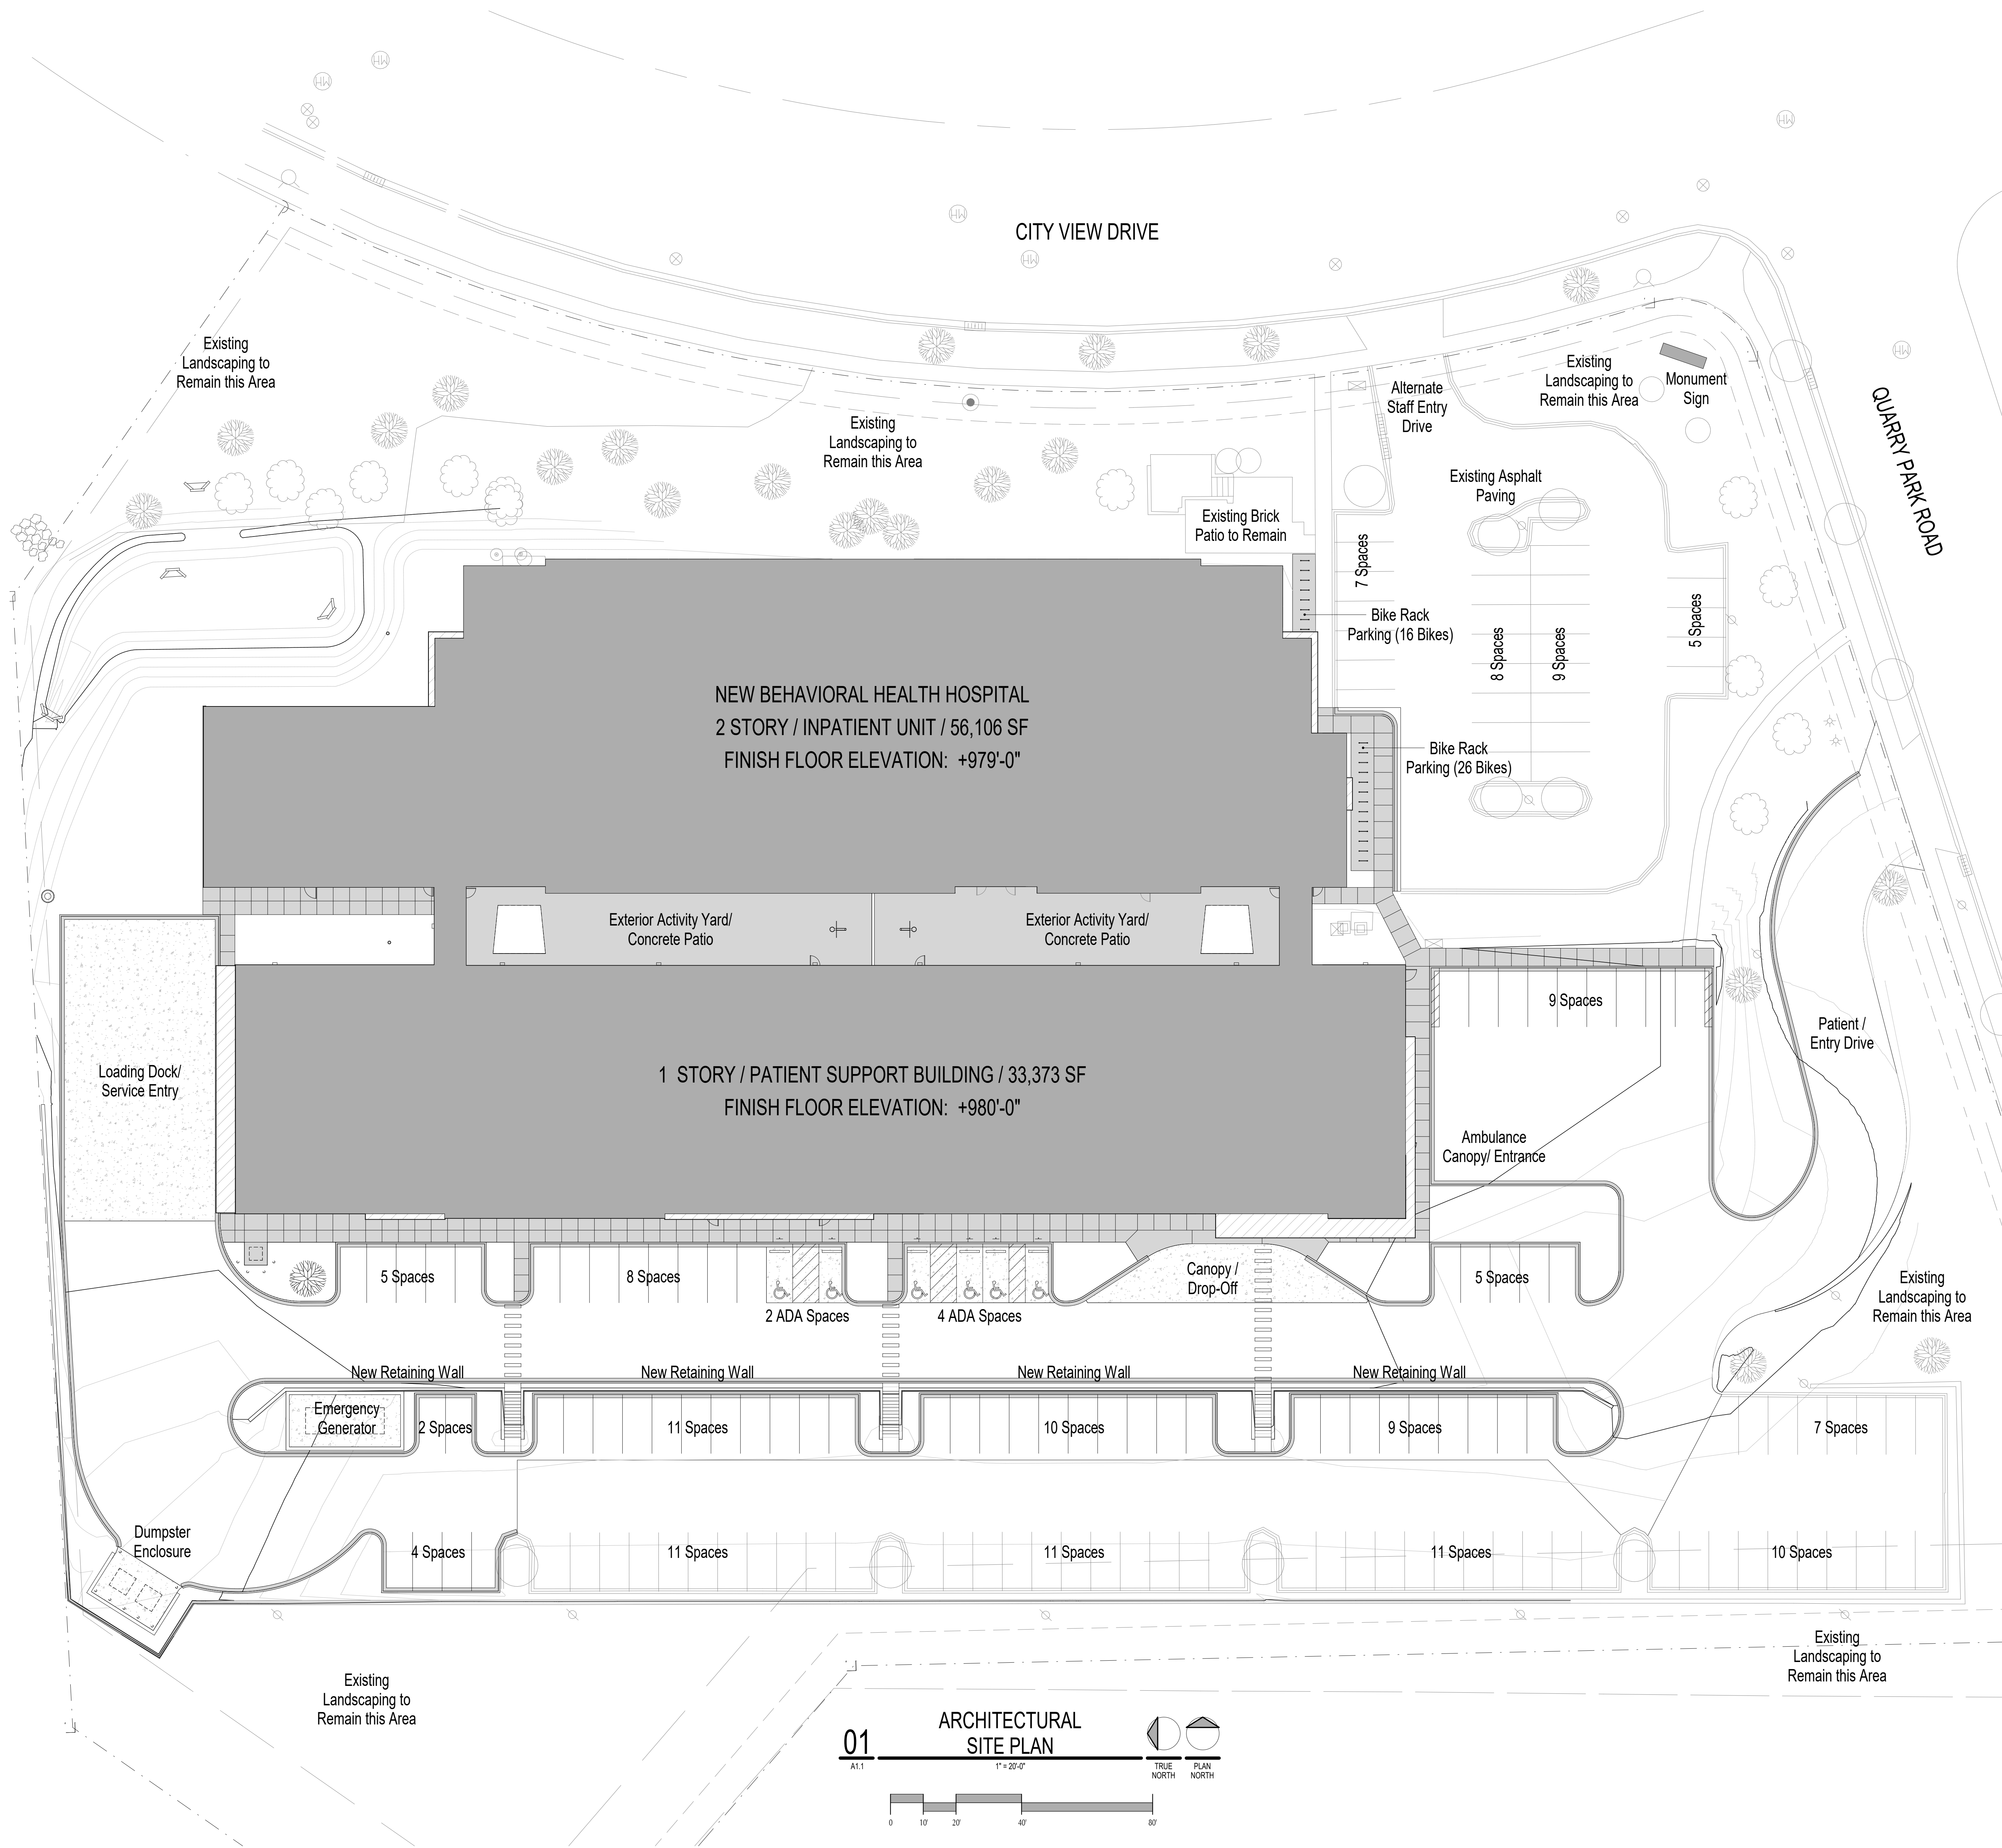 CITY VIEW DRIVE
QUARRY PARK ROAD
Existing
Landscaping to
Remain this Area
Existing
Landscaping to
Remain this Area
Alternate
Staff Entry
Drive
Existing
Landscaping to
Remain this Area
Monument
Sign
Existing Asphalt
Paving
Existing Brick
Patio to Remain
7 Spaces
8 Spaces
9 Spaces
5 Spaces
Bike Rack
Parking (16 Bikes)
Bike Rack
Parking (26 Bikes)
NEW BEHAVIORAL HEALTH HOSPITAL
2 STORY / INPATIENT UNIT / 56,106 SF
FINISH FLOOR ELEVATION: +979'-0"
Exterior Activity Yard/
Concrete Patio
Exterior Activity Yard/
Concrete Patio
9 Spaces
Patient /
Entry Drive
Loading Dock/
Service Entry
1 STORY / PATIENT SUPPORT BUILDING / 33,373 SF
FINISH FLOOR ELEVATION: +980'-0"
Ambulance
Canopy/ Entrance
5 Spaces
8 Spaces
2 ADA Spaces
4 ADA Spaces
Canopy /
Drop-Off
5 Spaces
Existing
Landscaping to
Remain this Area
New Retaining Wall
New Retaining Wall
New Retaining Wall
New Retaining Wall
Emergency
Generator
2 Spaces
11 Spaces
10 Spaces
9 Spaces
7 Spaces
Dumpster
Enclosure
4 Spaces
11 Spaces
11 Spaces
11 Spaces
10 Spaces
Existing
Landscaping to
Remain this Area
Existing
Landscaping to
Remain this Area
01
A1.1
ARCHITECTURAL
SITE PLAN
1" = 20'-0"
TRUE
NORTH
PLAN
NORTH
0 10' 20' 40' 80'
MH
MH
MH
MH
MH
MH